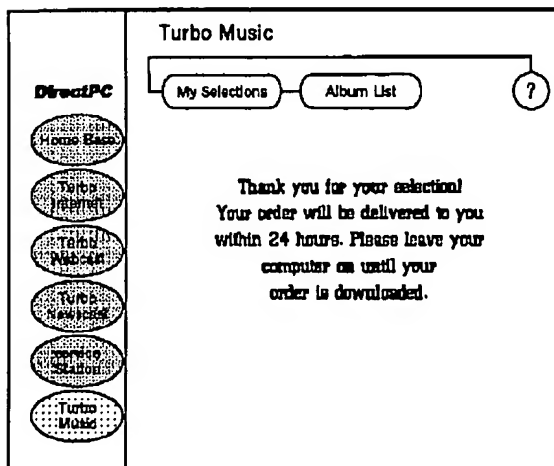 Turbo Music
DirectPC
My Selections
Album List
?
Home Base
Turbo
Internet
Turbo
Webcast
Turbo
Newscast
Station
Turbo
Music
Thank you for your selection!
Your order will be delivered to you
within 24 hours. Please leave your
computer on until your
order is downloaded.